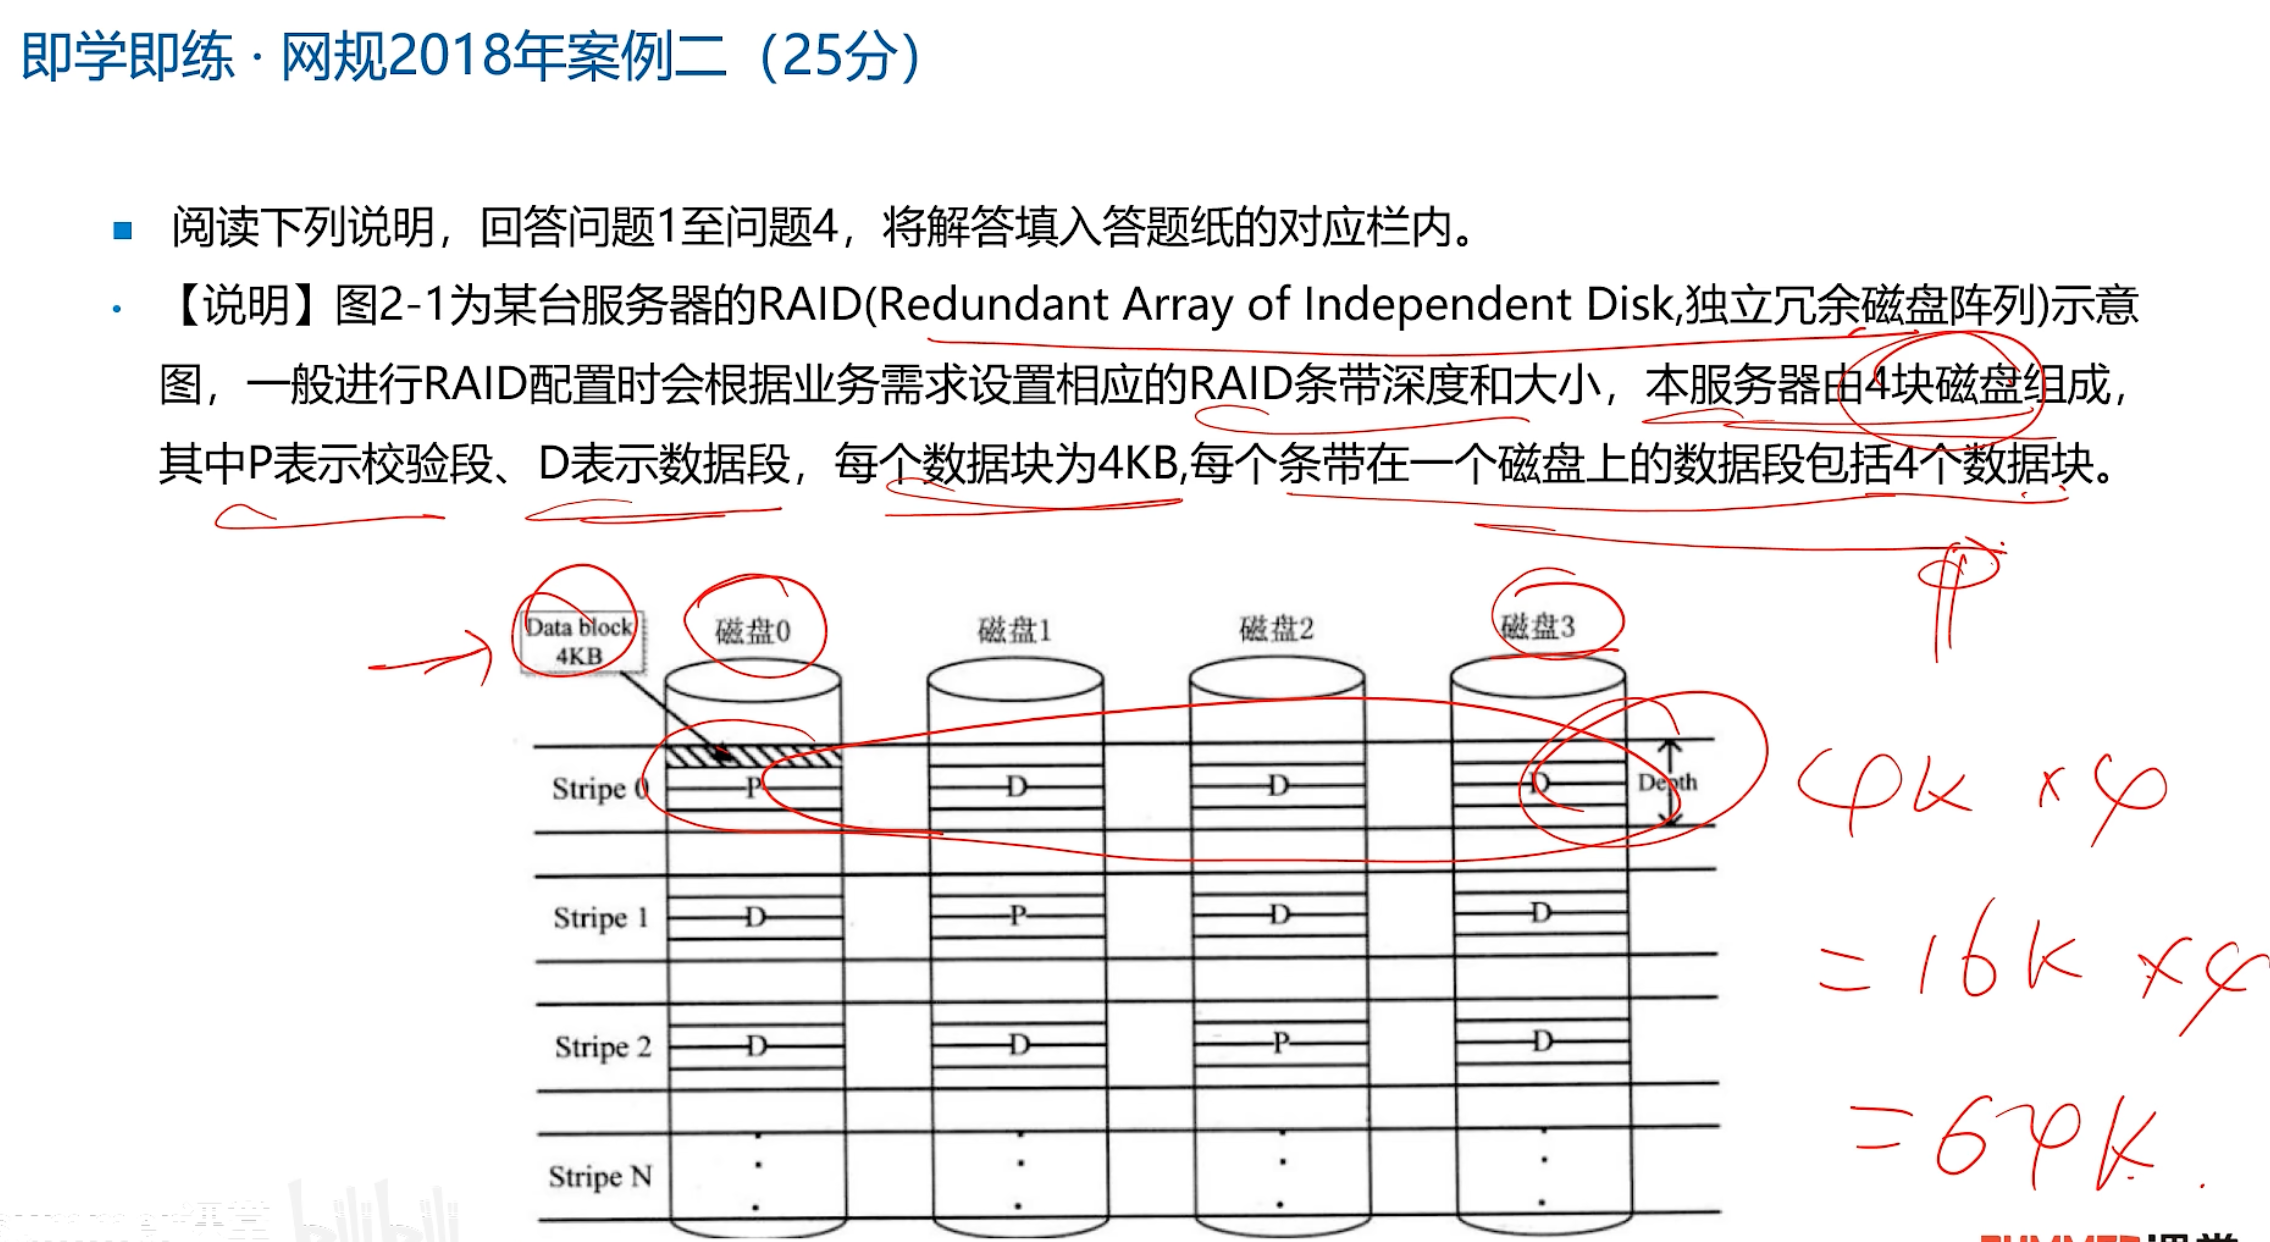 即学即练 · 网规2018年案例二（25分）
阅读下列说明，回答问题1至问题4，将解答填入答题纸的对应栏内。
【说明】图2-1为某台服务器的RAID(Redundant Array of Independent Disk,独立冗余磁盘阵列)示意
图，一般进行RAID配置时会根据业务需求设置相应的RAID条带深度和大小，本服务器由4块磁盘组成，
其中P表示校验段、D表示数据段，每个数据块为4KB,每个条带在一个磁盘上的数据段包括4个数据块。
Data block
4KB
磁盘0 磁盘1 磁盘2 磁盘3
Stripe 0 P D D D Depth
4K × 4
Stripe 1 D P D D
= 16K × 4
Stripe 2 D D P D
= 64K
Stripe N
课堂